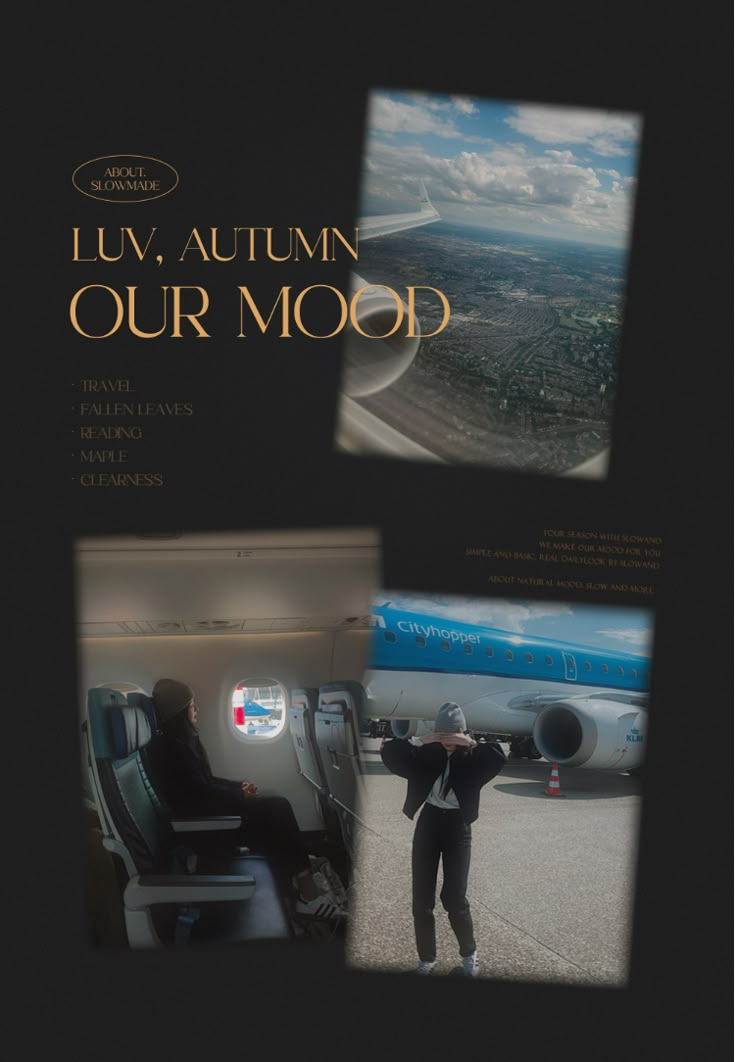 ABOUT.
SLOWMADE
LUV, AUTUMN
OUR MOOD
· TRAVEL
· FALLEN LEAVES
· READING
· MAPLE
· CLEARNESS
YOUR SEASON WITH SLOWAND
WE MAKE OUR MOOD FOR YOU
SIMPLE AND BASIC, REAL DAILYLOOK BY SLOWAND
ABOUT NATURAL MOOD, SLOW AND MORE
2
Cityhopper
KLM